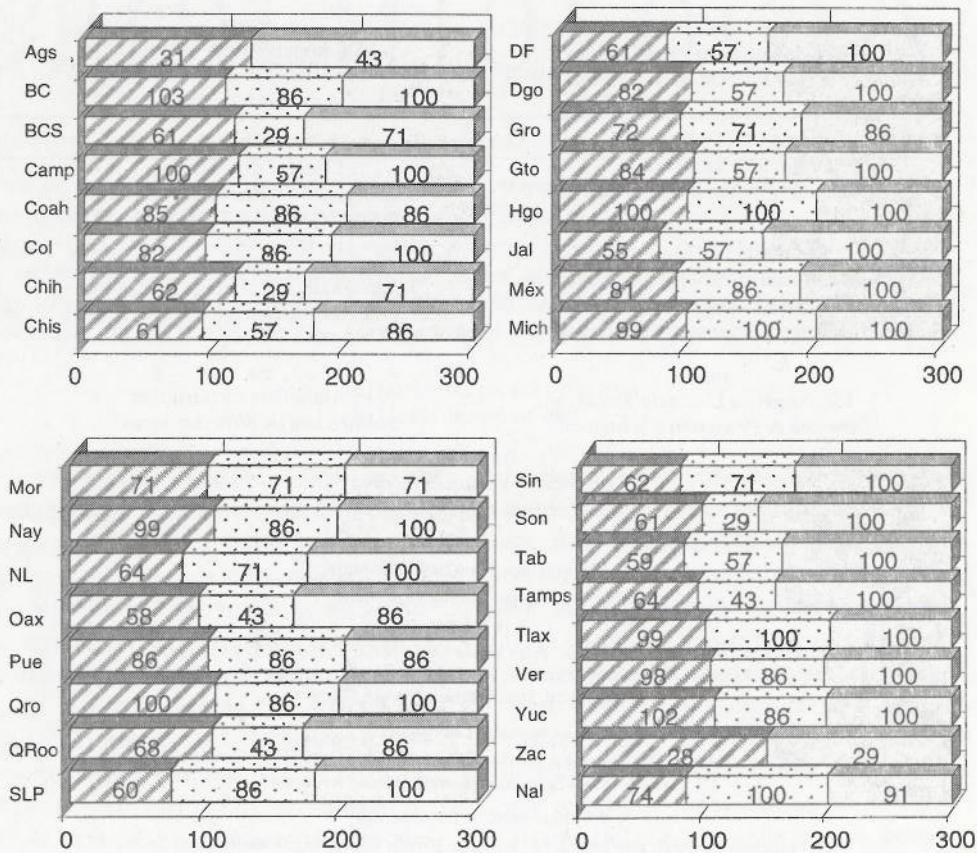 Ags 31 43
BC 103 86 100
BCS 61 29 71
Camp 100 57 100
Coah 85 86 86
Col 82 86 100
Chih 62 29 71
Chis 61 57 86
0 100 200 300
DF 61 57 100
Dgo 82 57 100
Gro 72 71 86
Gto 84 57 100
Hgo 100 100 100
Jal 55 57 100
Méx 81 86 100
Mich 99 100 100
0 100 200 300
Mor 71 71 71
Nay 99 86 100
NL 64 71 100
Oax 58 43 86
Pue 86 86 86
Qro 100 86 100
QRoo 68 43 86
SLP 60 86 100
0 100 200 300
Sin 62 71 100
Son 61 29 100
Tab 59 57 100
Tamps 64 43 100
Tlax 99 100 100
Ver 98 86 100
Yuc 102 86 100
Zac 28 29
Nal 74 100 91
0 100 200 300